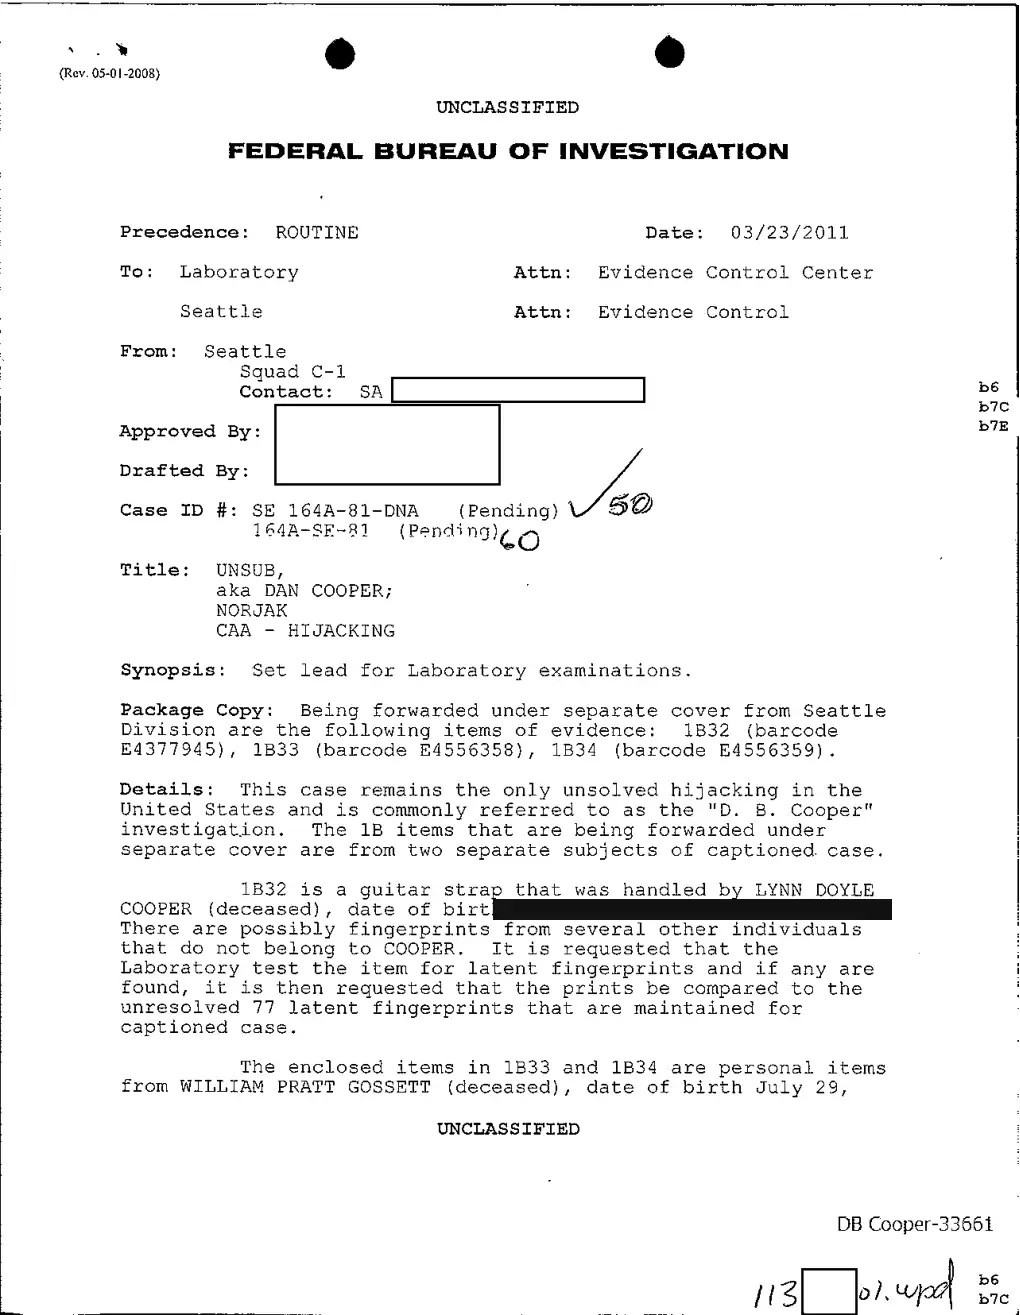 (Rev. 05-01-2008)
UNCLASSIFIED
FEDERAL BUREAU OF INVESTIGATION
Precedence: ROUTINE Date: 03/23/2011
To: Laboratory Attn: Evidence Control Center
Seattle Attn: Evidence Control
From: Seattle
Squad C-1
Contact: SA
b6
b7C
b7E
Approved By:
Drafted By:
Case ID #: SE 164A-81-DNA (Pending) 50
164A-SE-81 (Pending) 60
Title: UNSUB,
aka DAN COOPER;
NORJAK
CAA - HIJACKING
Synopsis: Set lead for Laboratory examinations.
Package Copy: Being forwarded under separate cover from Seattle
Division are the following items of evidence: 1B32 (barcode
E4377945), 1B33 (barcode E4556358), 1B34 (barcode E4556359).
Details: This case remains the only unsolved hijacking in the
United States and is commonly referred to as the "D. B. Cooper"
investigation. The 1B items that are being forwarded under
separate cover are from two separate subjects of captioned case.
1B32 is a guitar strap that was handled by LYNN DOYLE
COOPER (deceased), date of birt
There are possibly fingerprints from several other individuals
that do not belong to COOPER. It is requested that the
Laboratory test the item for latent fingerprints and if any are
found, it is then requested that the prints be compared to the
unresolved 77 latent fingerprints that are maintained for
captioned case.
The enclosed items in 1B33 and 1B34 are personal items
from WILLIAM PRATT GOSSETT (deceased), date of birth July 29,
UNCLASSIFIED
DB Cooper-33661
113 01.wpd
b6
b7C